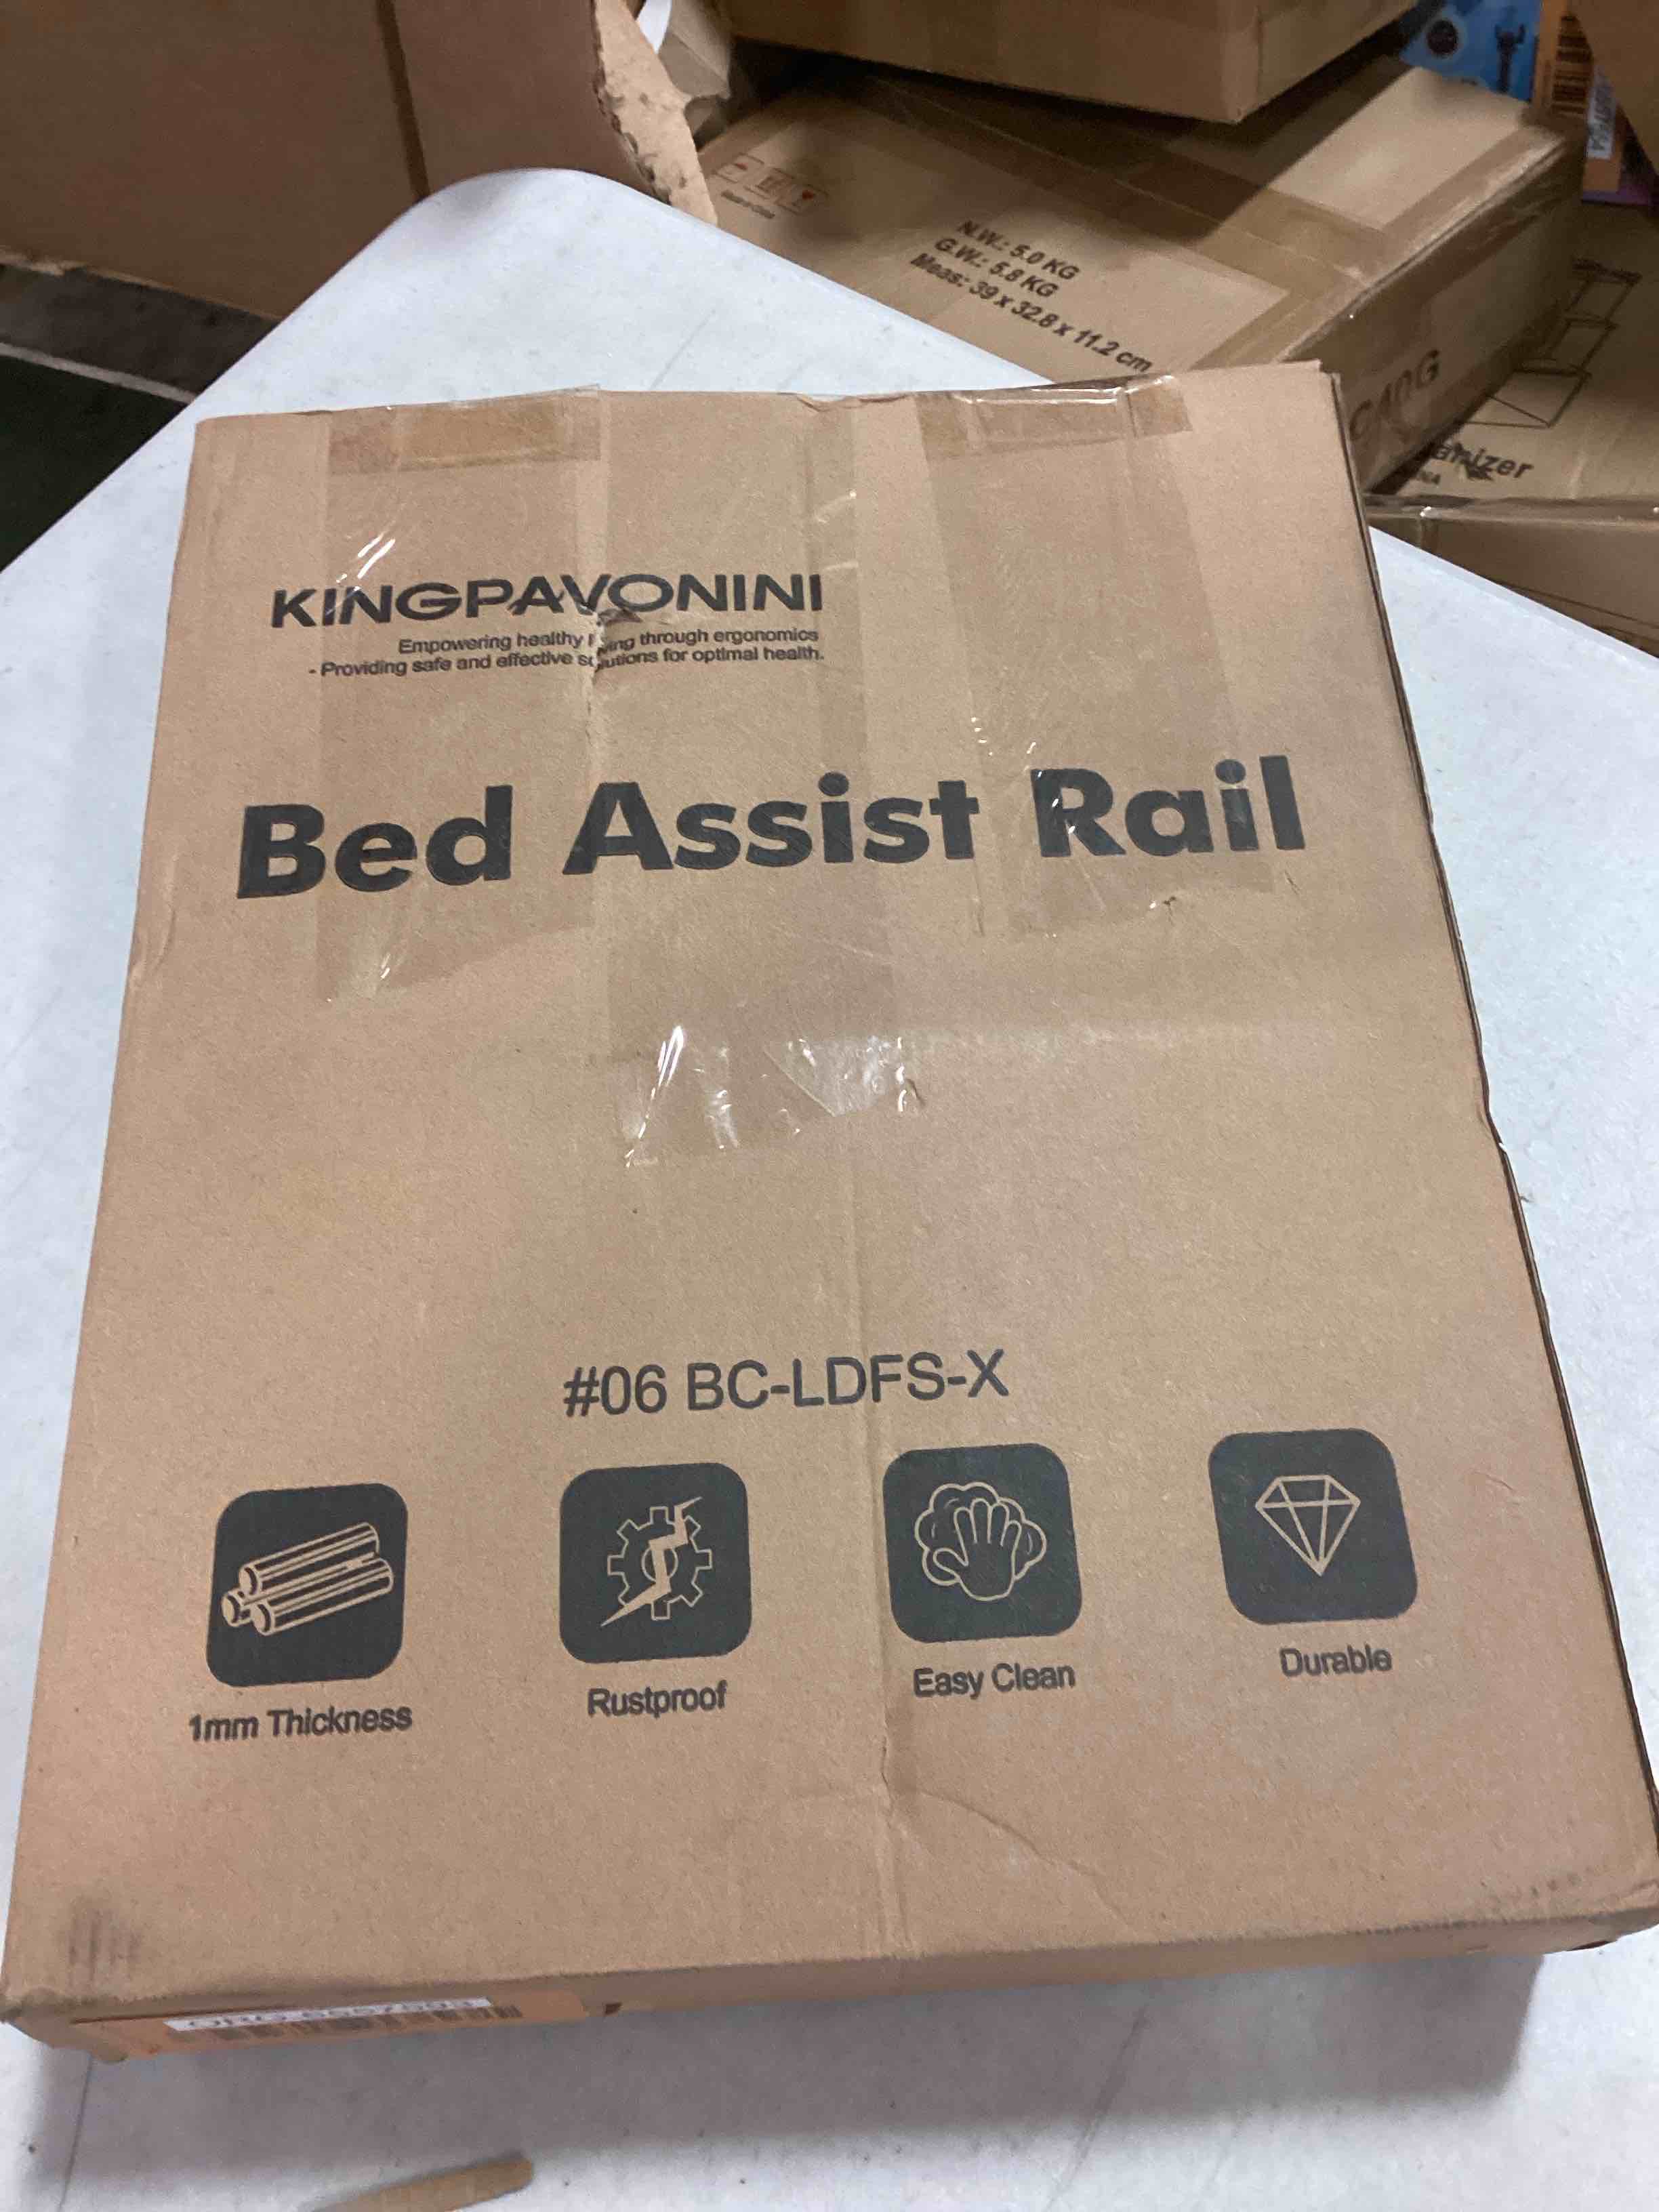 N.W.: 5.0 KG
G.W.: 5.8 KG
Meas: 39 x 32.8 x 11.2 cm
KINGPAVONINI
Empowering healthy through ergonomics
- Providing safe and effective solutions for optimal health.
Bed Assist Rail
#06 BC-LDFS-X
1mm Thickness
Rustproof
Easy Clean
Durable